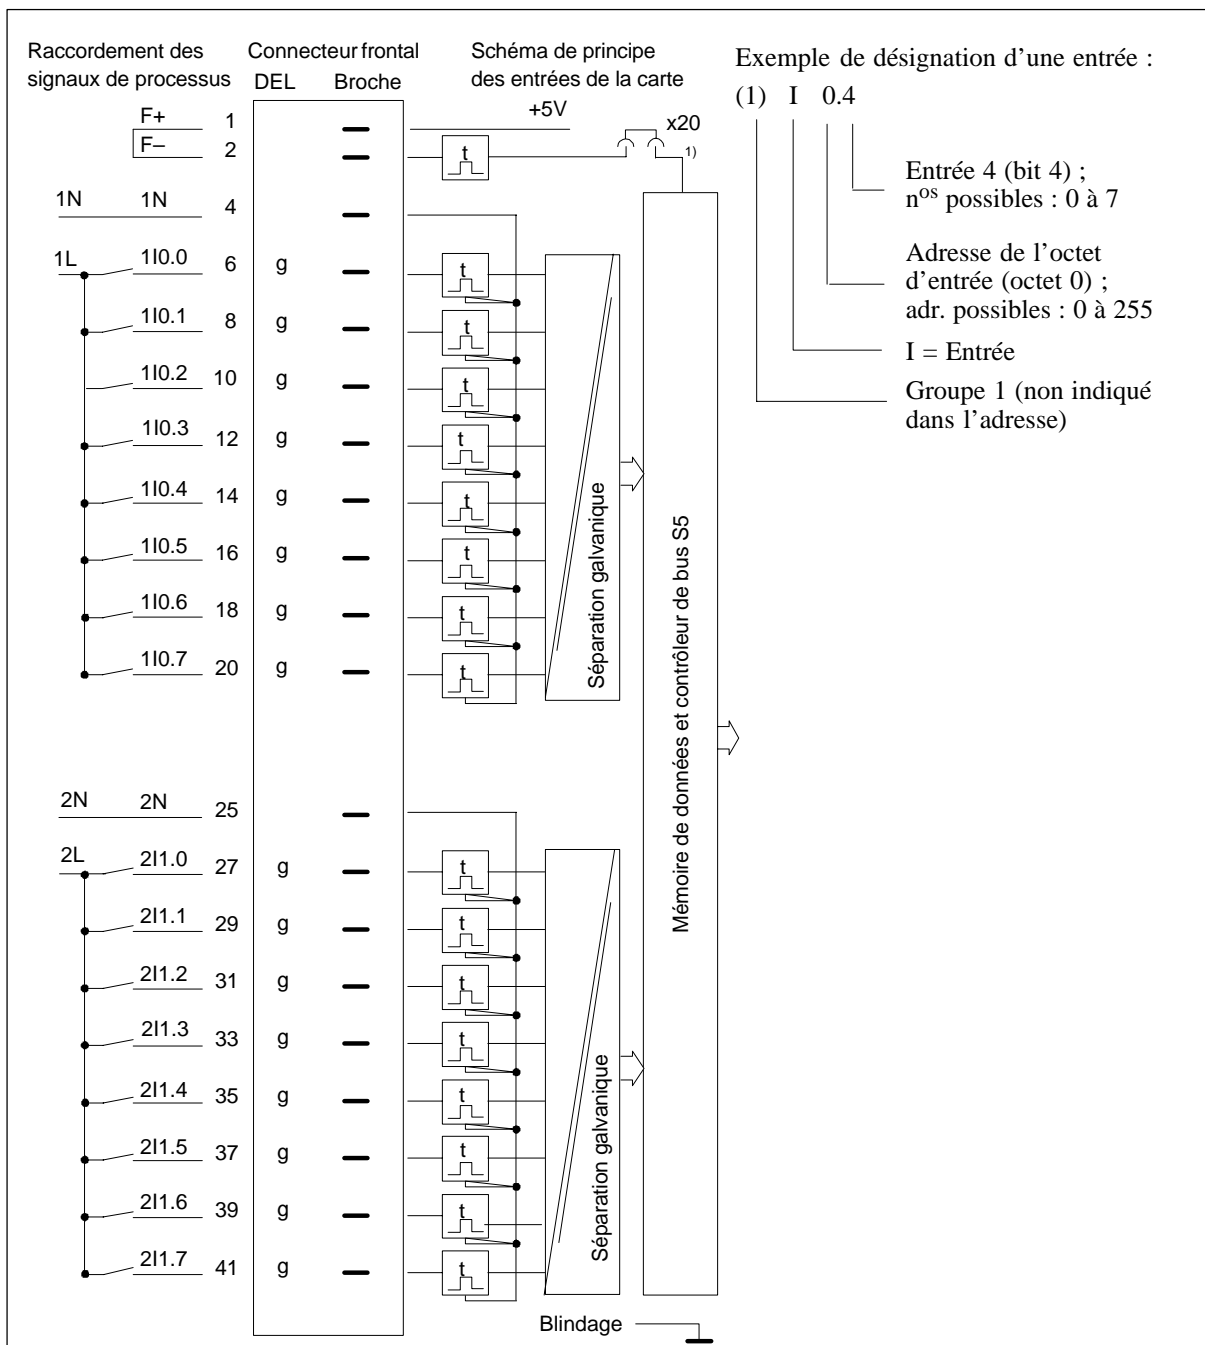 Raccordement des
signaux de processus
Connecteur frontal
DEL Broche
Schéma de principe
des entrées de la carte
+5V
x20
1)
F+ 1
F– 2
t
1N 1N 4
1L 1I0.0 6 g t
1I0.1 8 g t
1I0.2 10 g t
1I0.3 12 g t
1I0.4 14 g t
1I0.5 16 g t
1I0.6 18 g t
1I0.7 20 g t
Séparation galvanique
2N 2N 25
2L 2I1.0 27 g t
2I1.1 29 g t
2I1.2 31 g t
2I1.3 33 g t
2I1.4 35 g t
2I1.5 37 g t
2I1.6 39 g t
2I1.7 41 g t
Séparation galvanique
Mémoire de données et contrôleur de bus S5
Blindage
Exemple de désignation d’une entrée :
(1) I 0.4
Entrée 4 (bit 4) ;
nos possibles : 0 à 7
Adresse de l’octet
d’entrée (octet 0) ;
adr. possibles : 0 à 255
I = Entrée
Groupe 1 (non indiqué
dans l’adresse)